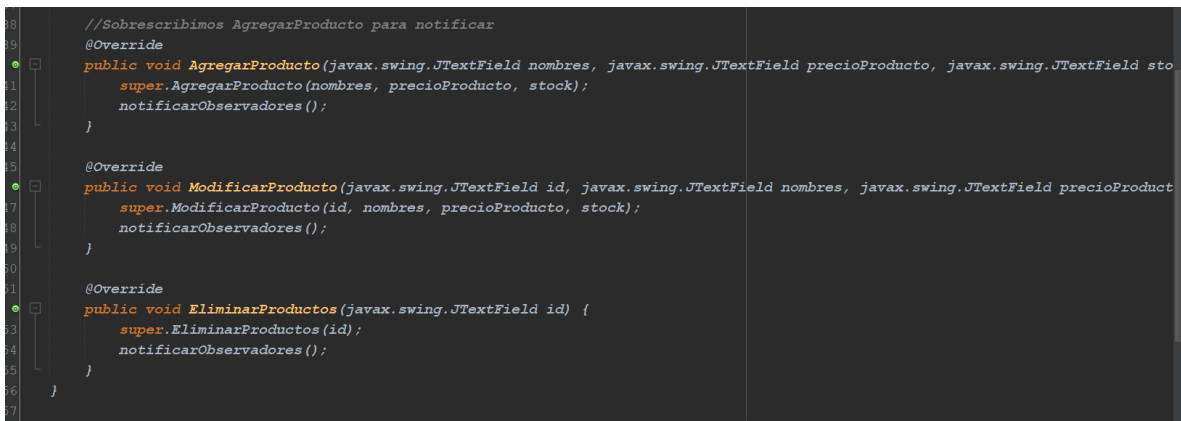 38 //Sobrescribimos AgregarProducto para notificar
39 @Override
public void AgregarProducto(javax.swing.JTextField nombres, javax.swing.JTextField precioProducto, javax.swing.JTextField sto
41 super.AgregarProducto(nombres, precioProducto, stock);
42 notificarObservadores();
43 }
44
45 @Override
public void ModificarProducto(javax.swing.JTextField id, javax.swing.JTextField nombres, javax.swing.JTextField precioProduct
47 super.ModificarProducto(id, nombres, precioProducto, stock);
48 notificarObservadores();
49 }
50
51 @Override
public void EliminarProductos(javax.swing.JTextField id) {
53 super.EliminarProductos(id);
54 notificarObservadores();
55 }
56 }
57